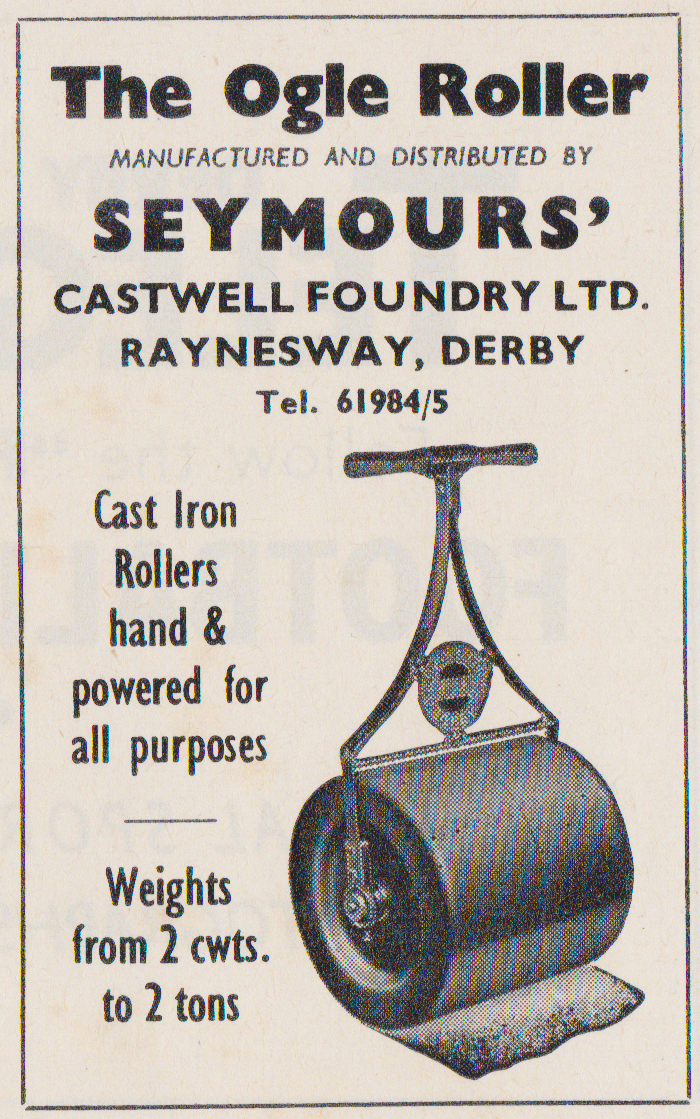 The Ogle Roller
MANUFACTURED AND DISTRIBUTED BY
SEYMOURS'
CASTWELL FOUNDRY LTD.
RAYNESWAY, DERBY
Tel. 61984/5
Cast Iron
Rollers
hand &
powered for
all purposes
Weights
from 2 cwts.
to 2 tons